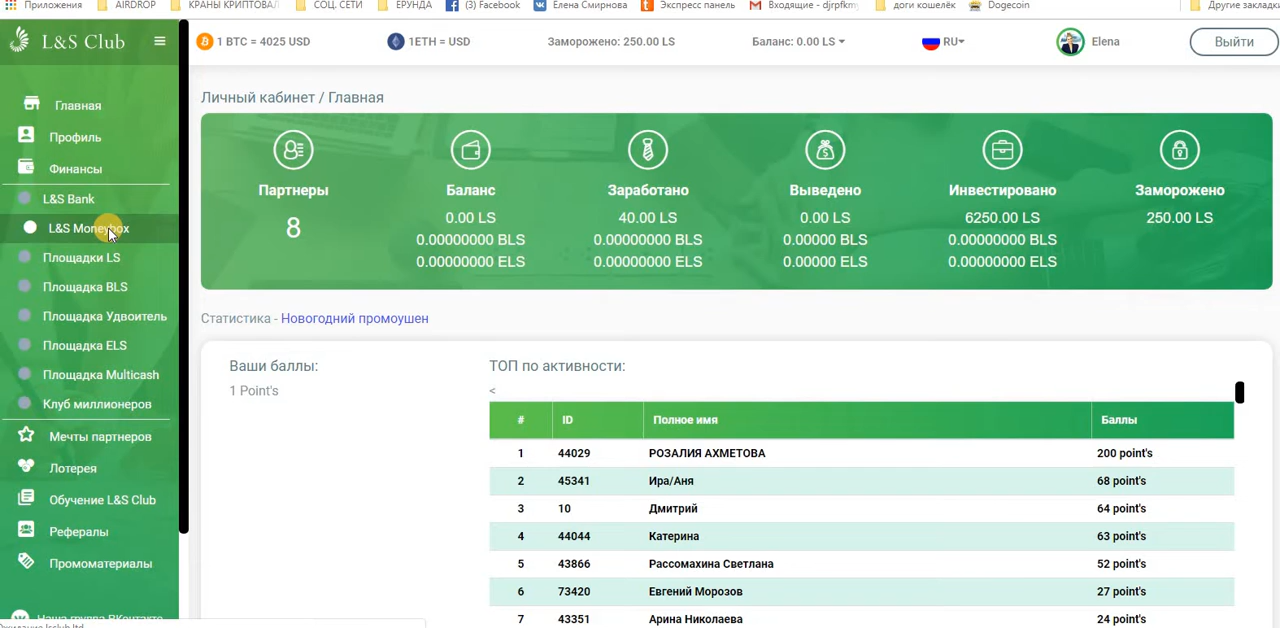 Приложения AIRDROP КРАНЫ КРИПТОВАЛ СОЦ. СЕТИ ЕРУНДА (3) Facebook Елена Смирнова Экспресс панель Входящие - djrpfkm доги кошелёк Dogecoin Другие закладки
L&S Club
1 BTC = 4025 USD 1ETH = USD Заморожено: 250.00 LS Баланс: 0.00 LS RU Elena Выйти
Главная
Профиль
Финансы
L&S Bank
L&S Moneybox
Площадки LS
Площадка BLS
Площадка Удвоитель
Площадка ELS
Площадка Multicash
Клуб миллионеров
Мечты партнеров
Лотерея
Обучение L&S Club
Рефералы
Промоматериалы
Наша группа ВКонтакте
Личный кабинет / Главная
Партнеры Баланс Заработано Выведено Инвестировано Заморожено
8
0.00 LS 40.00 LS 0.00 LS 6250.00 LS 250.00 LS
0.00000000 BLS 0.00000000 BLS 0.00000 BLS 0.00000000 BLS
0.00000000 ELS 0.00000000 ELS 0.00000 ELS 0.00000000 ELS
Статистика - Новогодний промоушен
Ваши баллы:
1 Point's
ТОП по активности:
<
# ID Полное имя Баллы
1 44029 РОЗАЛИЯ АХМЕТОВА 200 point's
2 45341 Ира/Аня 68 point's
3 10 Дмитрий 64 point's
4 44044 Катерина 63 point's
5 43866 Рассомахина Светлана 52 point's
6 73420 Евгений Морозов 27 point's
7 43351 Арина Николаева 24 point's